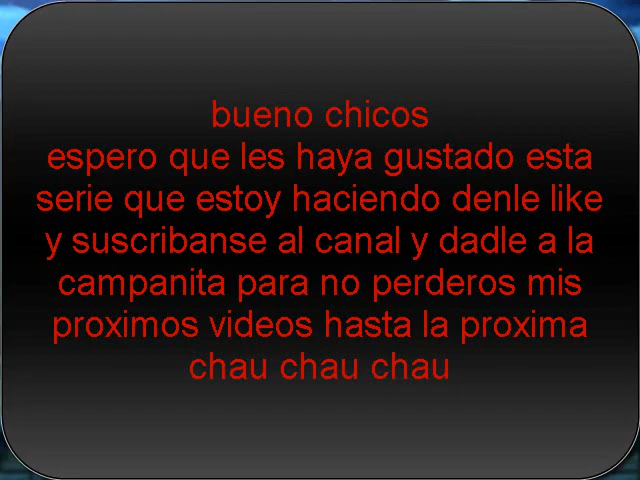 bueno chicos
espero que les haya gustado esta
serie que estoy haciendo denle like
y suscribanse al canal y dadle a la
campanita para no perderos mis
proximos videos hasta la proxima
chau chau chau